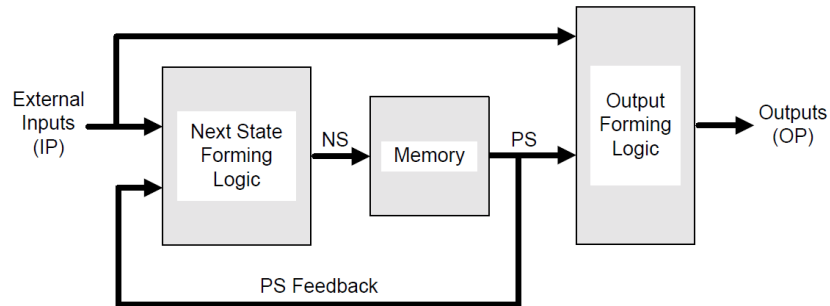 External
Inputs
(IP)
Next State
Forming
Logic
NS
Memory
PS
Output
Forming
Logic
Outputs
(OP)
PS Feedback